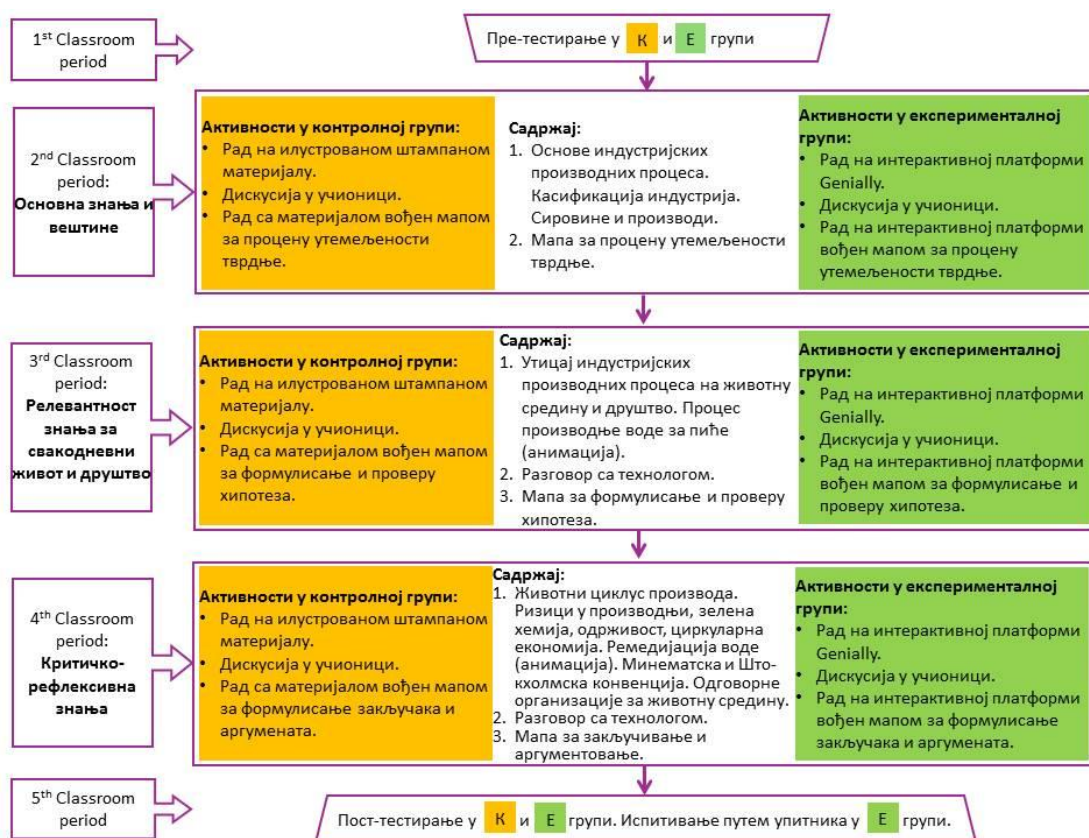 1st Classroom
period
Пре-тестирање у К и Е групи
2nd Classroom
period:
Основна знања и
вештине
Активности у контролној групи:
• Рад на илустрованом штампаном
материјалу.
• Дискусија у учионици.
• Рад са материјалом вођен мапом
за процену утемељености
тврдње.
Садржај:
1. Основе индустријских
производних процеса.
Касификација индустрија.
Сировине и производи.
2. Мапа за процену утемељености
тврдње.
Активности у експерименталној
групи:
• Рад на интерактивној платформи
Genially.
• Дискусија у учионици.
• Рад на интерактивној платформи
вођен мапом за процену
утемељености тврдње.
3rd Classroom
period:
Релевантност
знања за
свакодневни
живот и друштво
Активности у контролној групи:
• Рад на илустрованом штампаном
материјалу.
• Дискусија у учионици.
• Рад са материјалом вођен мапом
за формулисање и проверу
хипотеза.
Садржај:
1. Утицај индустријских
производних процеса на животну
средину и друштво. Процес
производње воде за пиће
(анимација).
2. Разговор са технологом.
3. Мапа за формулисање и проверу
хипотеза.
Активности у експерименталној
групи:
• Рад на интерактивној платформи
Genially.
• Дискусија у учионици.
• Рад на интерактивној платформи
вођен мапом за формулисање и
проверу хипотеза.
4th Classroom
period:
Критичко-
рефлексивна
знања
Активности у контролној групи:
• Рад на илустрованом штампаном
материјалу.
• Дискусија у учионици.
• Рад са материјалом вођен мапом
за формулисање закључака и
аргумената.
Садржај:
1. Животни циклус производа.
Ризици у производњи, зелена
хемија, одрживост, циркуларна
економија. Ремедијација воде
(анимација). Минематска и Што-
кхолмска конвенција. Одговорне
организације за животну средину.
2. Разговор са технологом.
3. Мапа за закључивање и
аргументовање.
Активности у експерименталној
групи:
• Рад на интерактивној платформи
Genially.
• Дискусија у учионици.
• Рад на интерактивној платформи
вођен мапом за формулисање
закључака и аргумената.
5th Classroom
period
Пост-тестирање у К и Е групи. Испитивање путем упитника у Е групи.